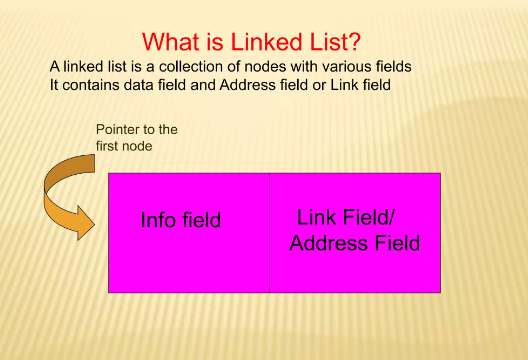 What is Linked List?
A linked list is a collection of nodes with various fields
It contains data field and Address field or Link field
Pointer to the
first node
Info field
Link Field/
Address Field